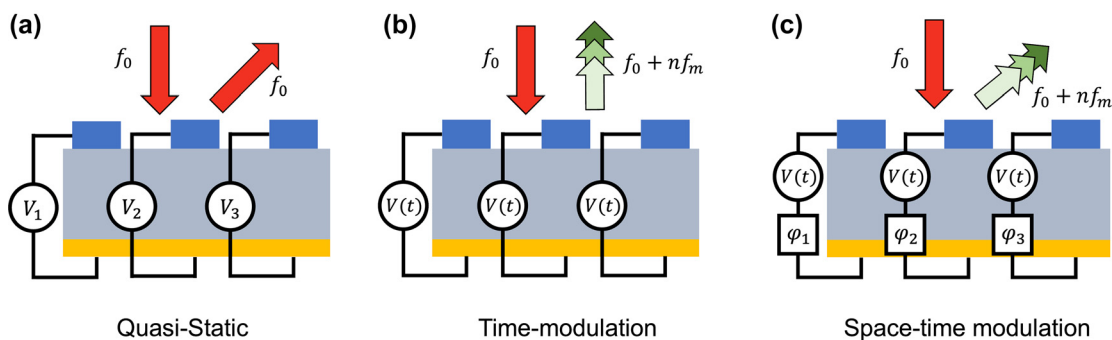 (a)
f₀
f₀
V₁
V₂
V₃
Quasi-Static
(b)
f₀
f₀ + nfₘ
V(t)
V(t)
V(t)
Time-modulation
(c)
f₀
f₀ + nfₘ
V(t)
V(t)
V(t)
φ₁
φ₂
φ₃
Space-time modulation